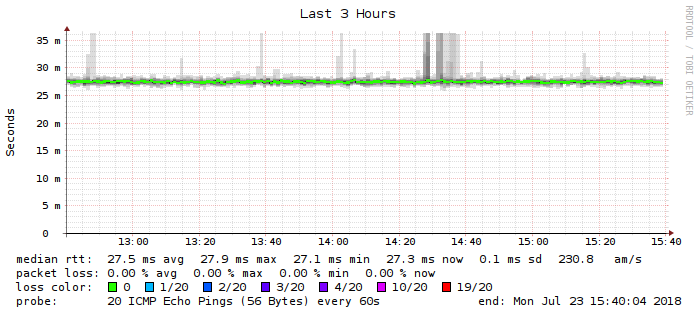 Last 3 Hours
RRDTOOL / TOBI OETIKER
Seconds
35 m
30 m
25 m
20 m
15 m
10 m
5 m
0
13:00 13:20 13:40 14:00 14:20 14:40 15:00 15:20 15:40
median rtt: 27.5 ms avg 27.9 ms max 27.1 ms min 27.3 ms now 0.1 ms sd 230.8 am/s
packet loss: 0.00 % avg 0.00 % max 0.00 % min 0.00 % now
loss color: 0 1/20 2/20 3/20 4/20 10/20 19/20
probe: 20 ICMP Echo Pings (56 Bytes) every 60s end: Mon Jul 23 15:40:04 2018